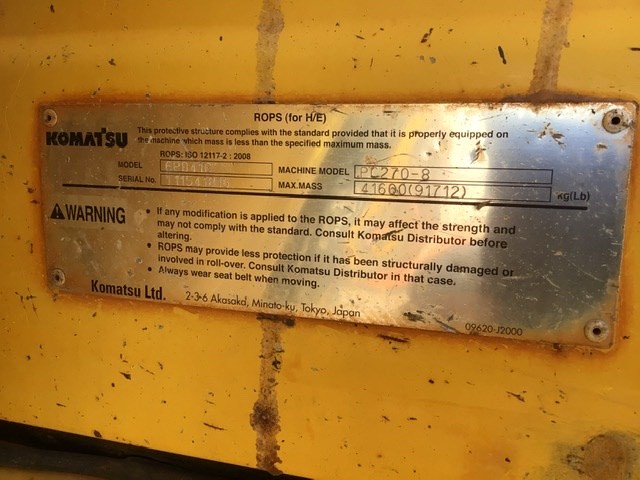 ROPS (for H/E)
KOMATSU
This protective structure complies with the standard provided that it is properly equipped on
the machine which mass is less than the specified maximum mass.
ROPS: ISO 12117-2 : 2008
MODEL
MACHINE MODEL PC270-8
SERIAL No.
MAX.MASS 41600(91712) kg(Lb)
WARNING
• If any modification is applied to the ROPS, it may affect the strength and
may not comply with the standard. Consult Komatsu Distributor before
altering.
• ROPS may provide less protection if it has been structurally damaged or
involved in roll-over. Consult Komatsu Distributor in that case.
• Always wear seat belt when moving.
Komatsu Ltd. 2-3-6 Akasaka, Minato-ku, Tokyo, Japan
09620-J2000